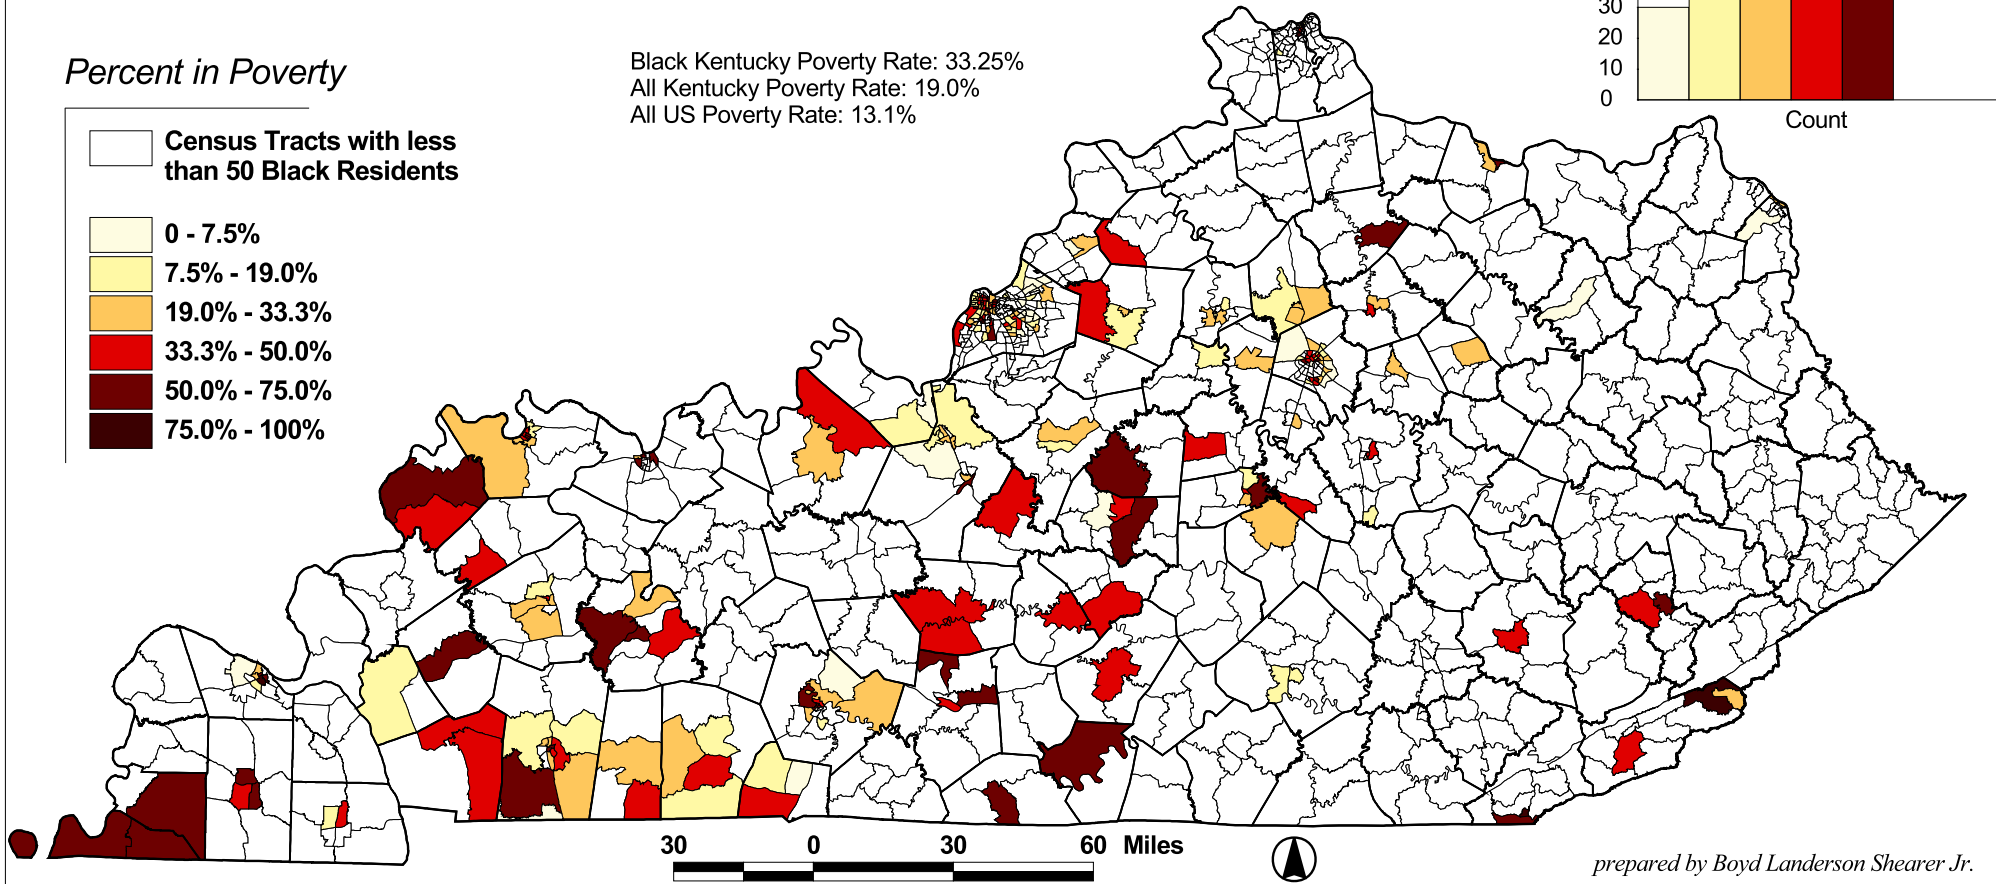 Percent in Poverty
Census Tracts with less
than 50 Black Residents
0 - 7.5%
7.5% - 19.0%
19.0% - 33.3%
33.3% - 50.0%
50.0% - 75.0%
75.0% - 100%
Black Kentucky Poverty Rate: 33.25%
All Kentucky Poverty Rate: 19.0%
All US Poverty Rate: 13.1%
30
20
10
0
Count
30 0 30 60 Miles
prepared by Boyd Landerson Shearer Jr.